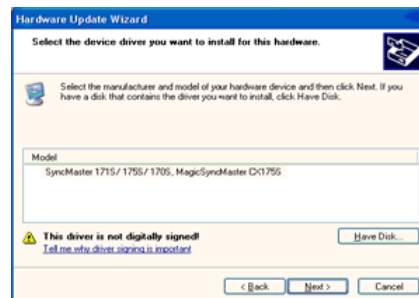 Hardware Update Wizard
Select the device driver you want to install for this hardware.
Select the manufacturer and model of your hardware device and then click Next. If you
have a disk that contains the driver you want to install, click Have Disk.
Model
SyncMaster 171S/ 175S/ 170S, MagicSyncMaster CX175S
This driver is not digitally signed!
Have Disk...
Tell me why driver signing is important
< Back
Next >
Cancel